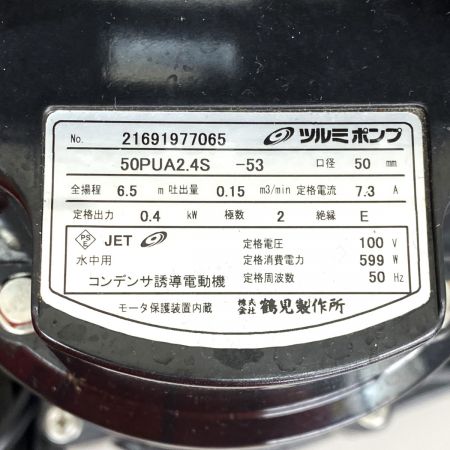 No. 21691977065 ツルミポンプ
50PUA2.4S -53 口径 50 mm
全揚程 6.5 m 吐出量 0.15 m3/min 定格電流 7.3 A
定格出力 0.4 kW 極数 2 絶縁 E
PS E JET 定格電圧 100 V
水中用 定格消費電力 599 W
コンデンサ誘導電動機 定格周波数 50 Hz
モータ保護装置内蔵 株式会社 鶴見製作所